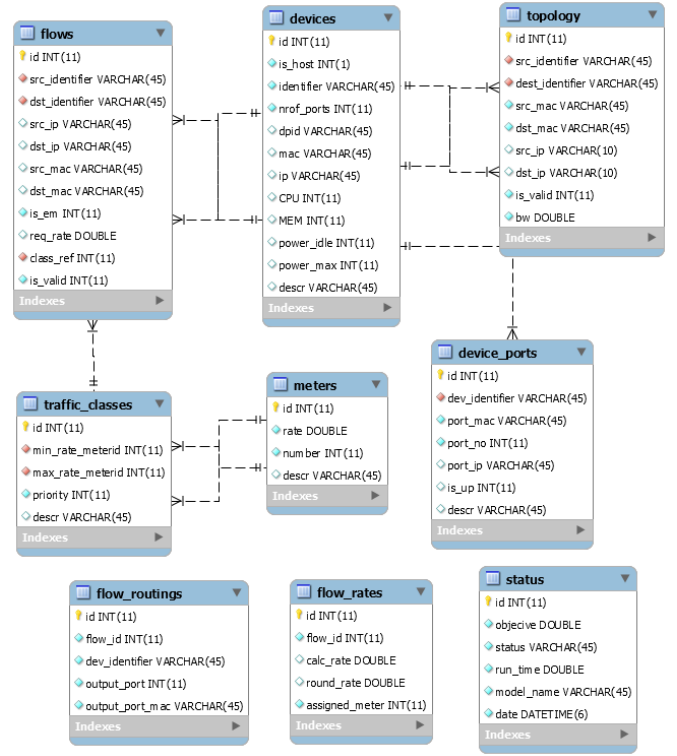 flows
id INT(11)
src_identifier VARCHAR(45)
dst_identifier VARCHAR(45)
src_ip VARCHAR(45)
dst_ip VARCHAR(45)
src_mac VARCHAR(45)
dst_mac VARCHAR(45)
is_em INT(11)
req_rate DOUBLE
class_ref INT(11)
is_valid INT(11)
Indexes
devices
id INT(11)
is_host INT(1)
identifier VARCHAR(45)
nrof_ports INT(11)
dpid VARCHAR(45)
mac VARCHAR(45)
ip VARCHAR(45)
CPU INT(11)
MEM INT(11)
power_idle INT(11)
power_max INT(11)
descr VARCHAR(45)
Indexes
topology
id INT(11)
src_identifier VARCHAR(45)
dest_identifier VARCHAR(45)
src_mac VARCHAR(45)
dst_mac VARCHAR(45)
src_ip VARCHAR(10)
dst_ip VARCHAR(10)
is_valid INT(11)
bw DOUBLE
Indexes
traffic_classes
id INT(11)
min_rate_meterid INT(11)
max_rate_meterid INT(11)
priority INT(11)
descr VARCHAR(45)
Indexes
meters
id INT(11)
rate DOUBLE
number INT(11)
descr VARCHAR(45)
Indexes
device_ports
id INT(11)
dev_identifier VARCHAR(45)
port_mac VARCHAR(45)
port_no INT(11)
port_ip VARCHAR(45)
is_up INT(11)
descr VARCHAR(45)
Indexes
flow_routings
id INT(11)
flow_id INT(11)
dev_identifier VARCHAR(45)
output_port INT(11)
output_port_mac VARCHAR(45)
Indexes
flow_rates
id INT(11)
flow_id INT(11)
calc_rate DOUBLE
round_rate DOUBLE
assigned_meter INT(11)
Indexes
status
id INT(11)
objecive DOUBLE
status VARCHAR(45)
run_time DOUBLE
model_name VARCHAR(45)
date DATETIME(6)
Indexes